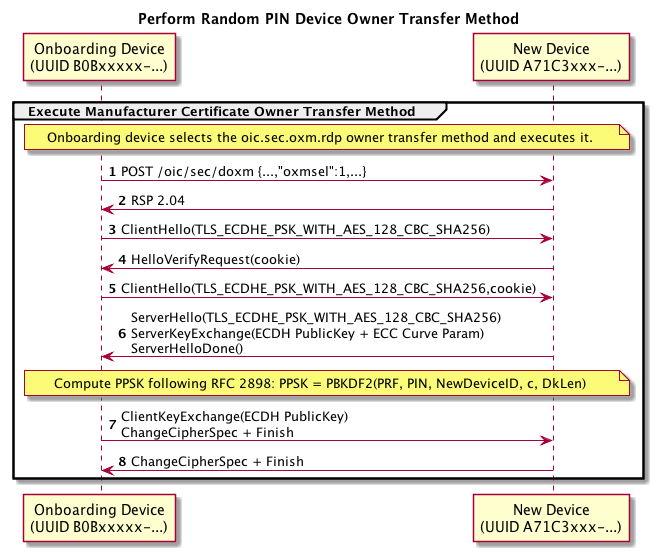 Perform Random PIN Device Owner Transfer Method
Onboarding Device
(UUID B0Bxxxxx-...)
New Device
(UUID A71C3xxx-...)
Execute Manufacturer Certificate Owner Transfer Method
Onboarding device selects the oic.sec.oxm.rdp owner transfer method and executes it.
1 POST /oic/sec/doxm {...,"oxmsel":1,...}
2 RSP 2.04
3 ClientHello(TLS_ECDHE_PSK_WITH_AES_128_CBC_SHA256)
4 HelloVerifyRequest(cookie)
5 ClientHello(TLS_ECDHE_PSK_WITH_AES_128_CBC_SHA256,cookie)
ServerHello(TLS_ECDHE_PSK_WITH_AES_128_CBC_SHA256)
6 ServerKeyExchange(ECDH PublicKey + ECC Curve Param)
ServerHelloDone()
Compute PPSK following RFC 2898: PPSK = PBKDF2(PRF, PIN, NewDeviceID, c, DkLen)
7 ClientKeyExchange(ECDH PublicKey)
ChangeCipherSpec + Finish
8 ChangeCipherSpec + Finish
Onboarding Device
(UUID B0Bxxxxx-...)
New Device
(UUID A71C3xxx-...)